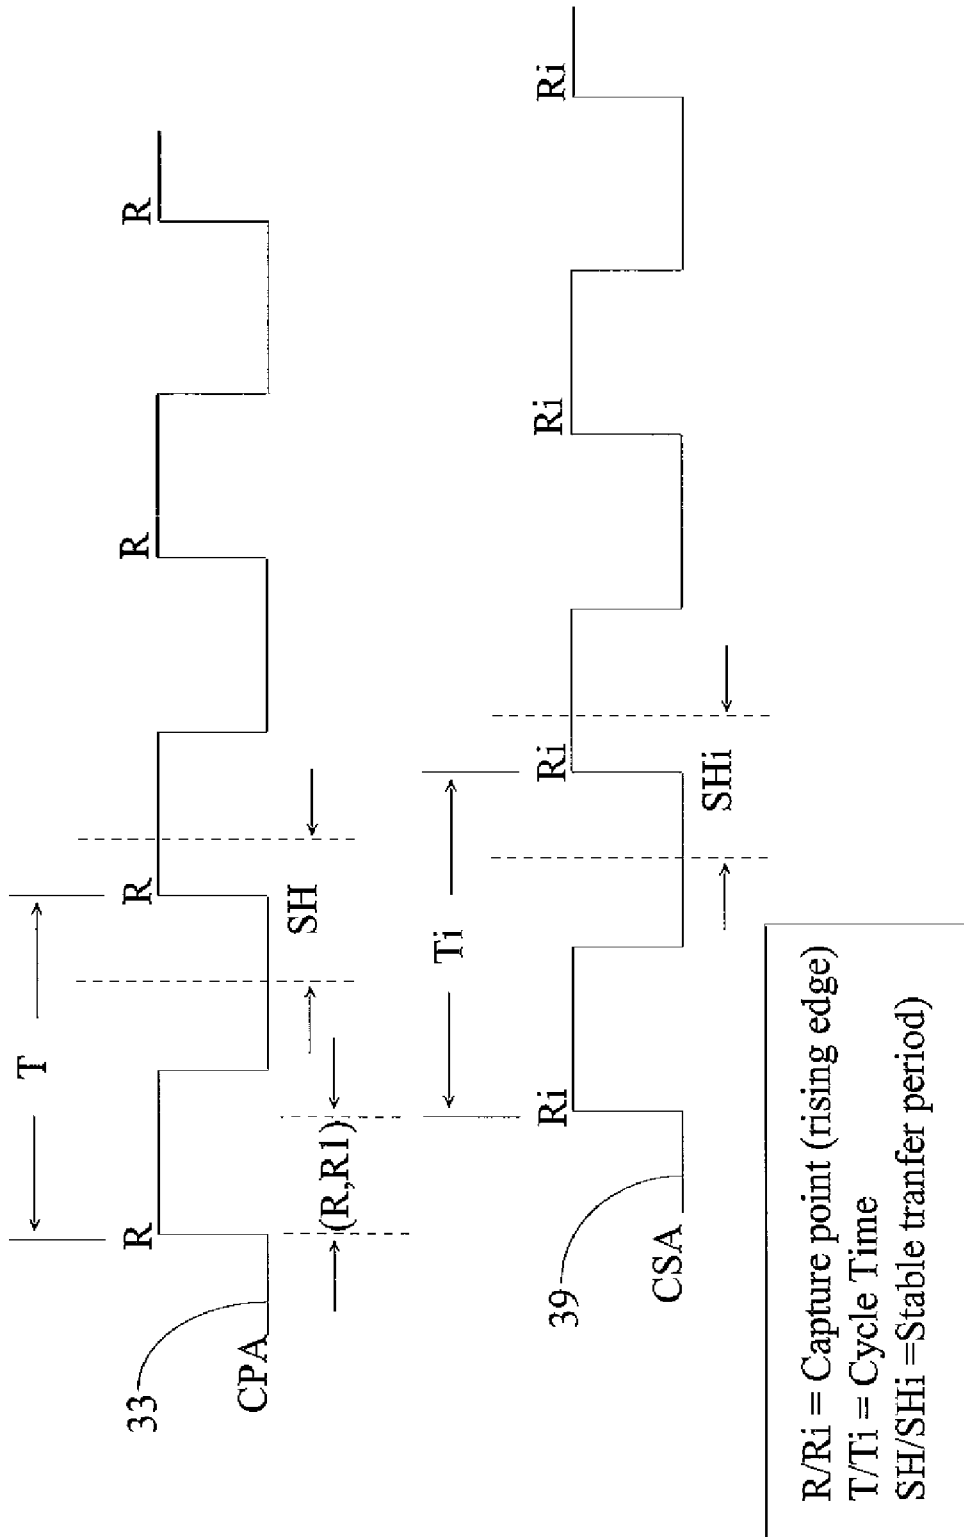 T
R
R
R
R
33
CPA
(R,R1)
SH
Ti
Ri
Ri
Ri
Ri
39
CSA
SHi
R/Ri = Capture point (rising edge)
T/Ti = Cycle Time
SH/SHi =Stable tranfer period)